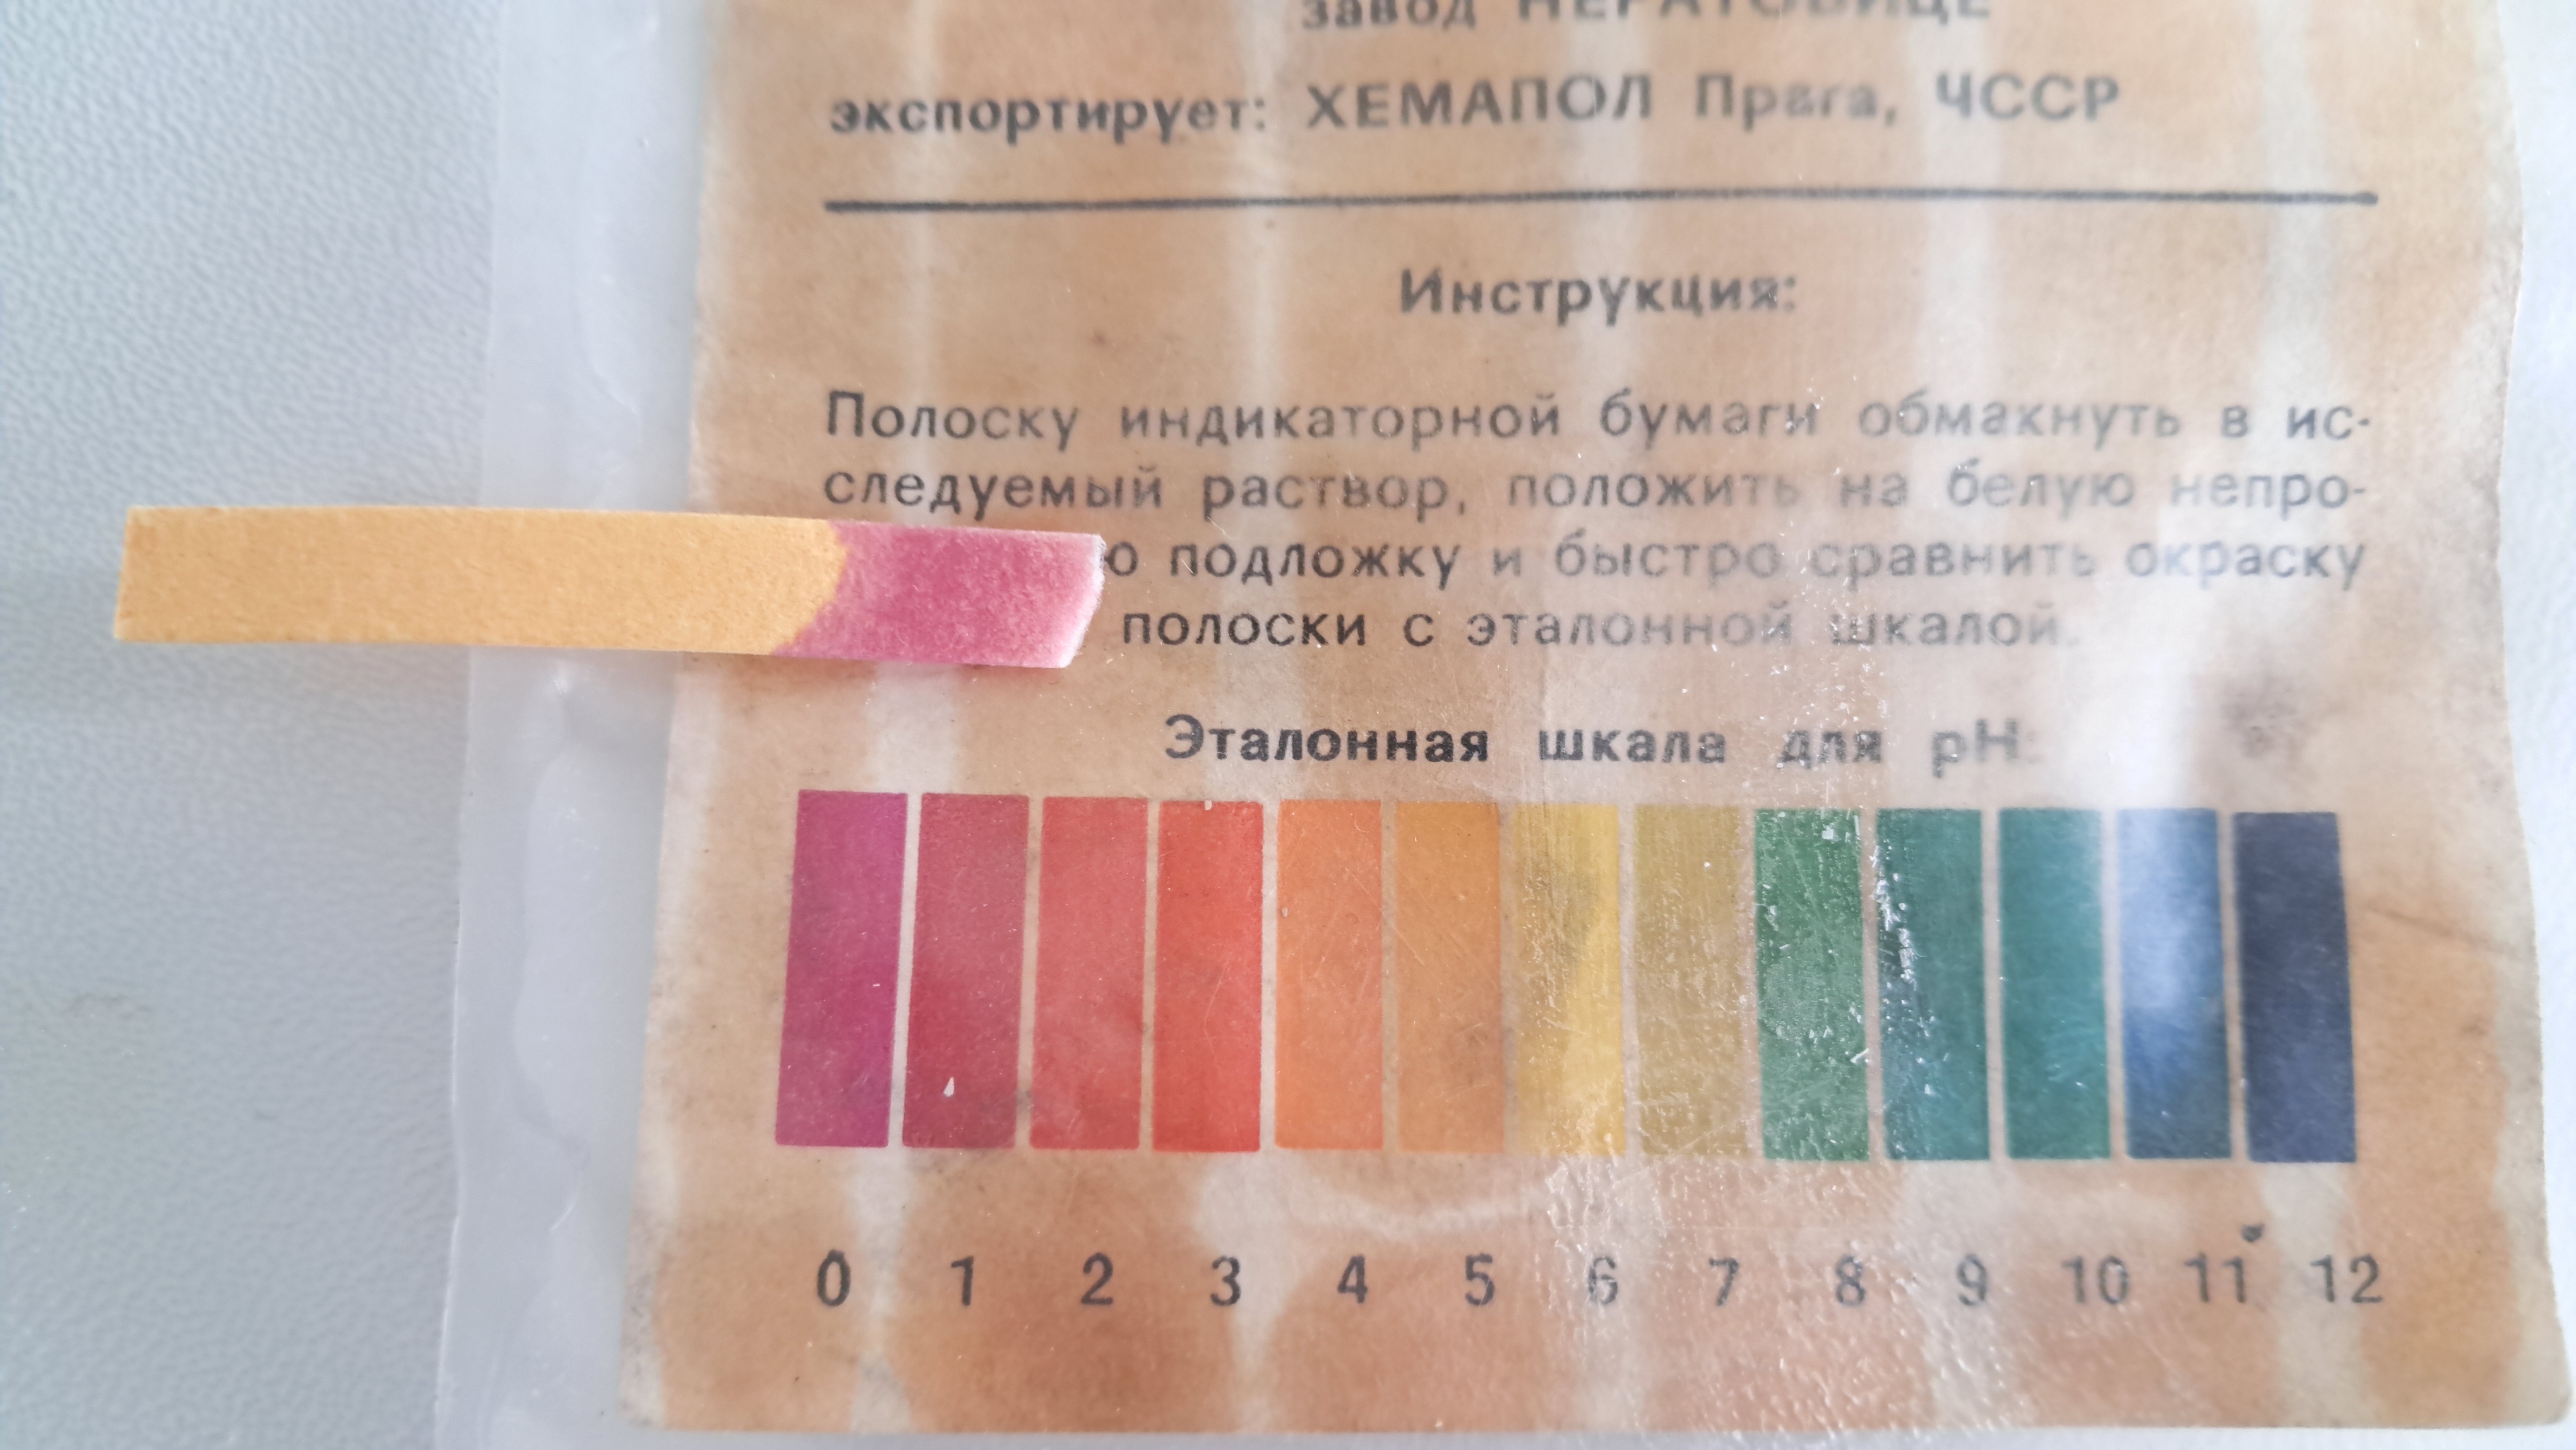 завод НЕРАТОВИЦЕ
экспортирует: ХЕМАПОЛ Прага, ЧССР
Инструкция:
Полоску индикаторной бумаги обмакнуть в ис-
следуемый раствор, положить на белую непро-
ю подложку и быстро сравнить окраску
полоски с эталонной шкалой.
Эталонная шкала для pH:
0 1 2 3 4 5 6 7 8 9 10 11 12